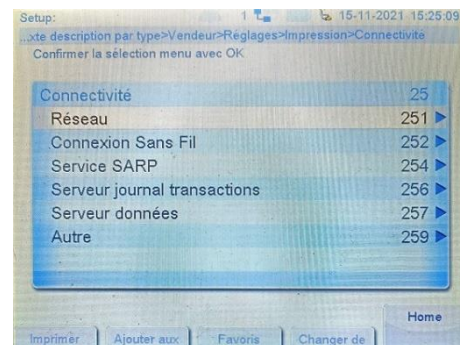 Setup: 1 15-11-2021 15:25:09
...xte description par type>Vendeur>Réglages>Impression>Connectivité
Confirmer la sélection menu avec OK
Connectivité 25
Réseau 251
Connexion Sans Fil 252
Service SARP 254
Serveur journal transactions 256
Serveur données 257
Autre 259
Home
Imprimer Ajouter aux Favoris Changer de